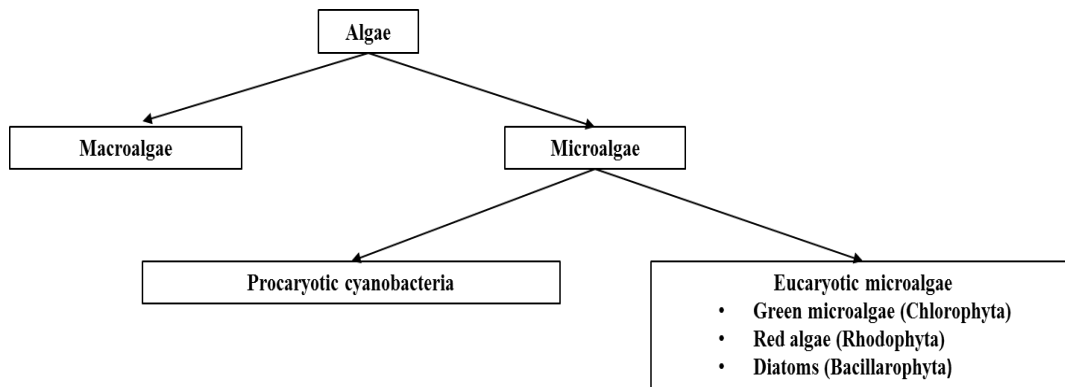 Algae
Macroalgae
Microalgae
Procaryotic cyanobacteria
Eucaryotic microalgae
• Green microalgae (Chlorophyta)
• Red algae (Rhodophyta)
• Diatoms (Bacillarophyta)